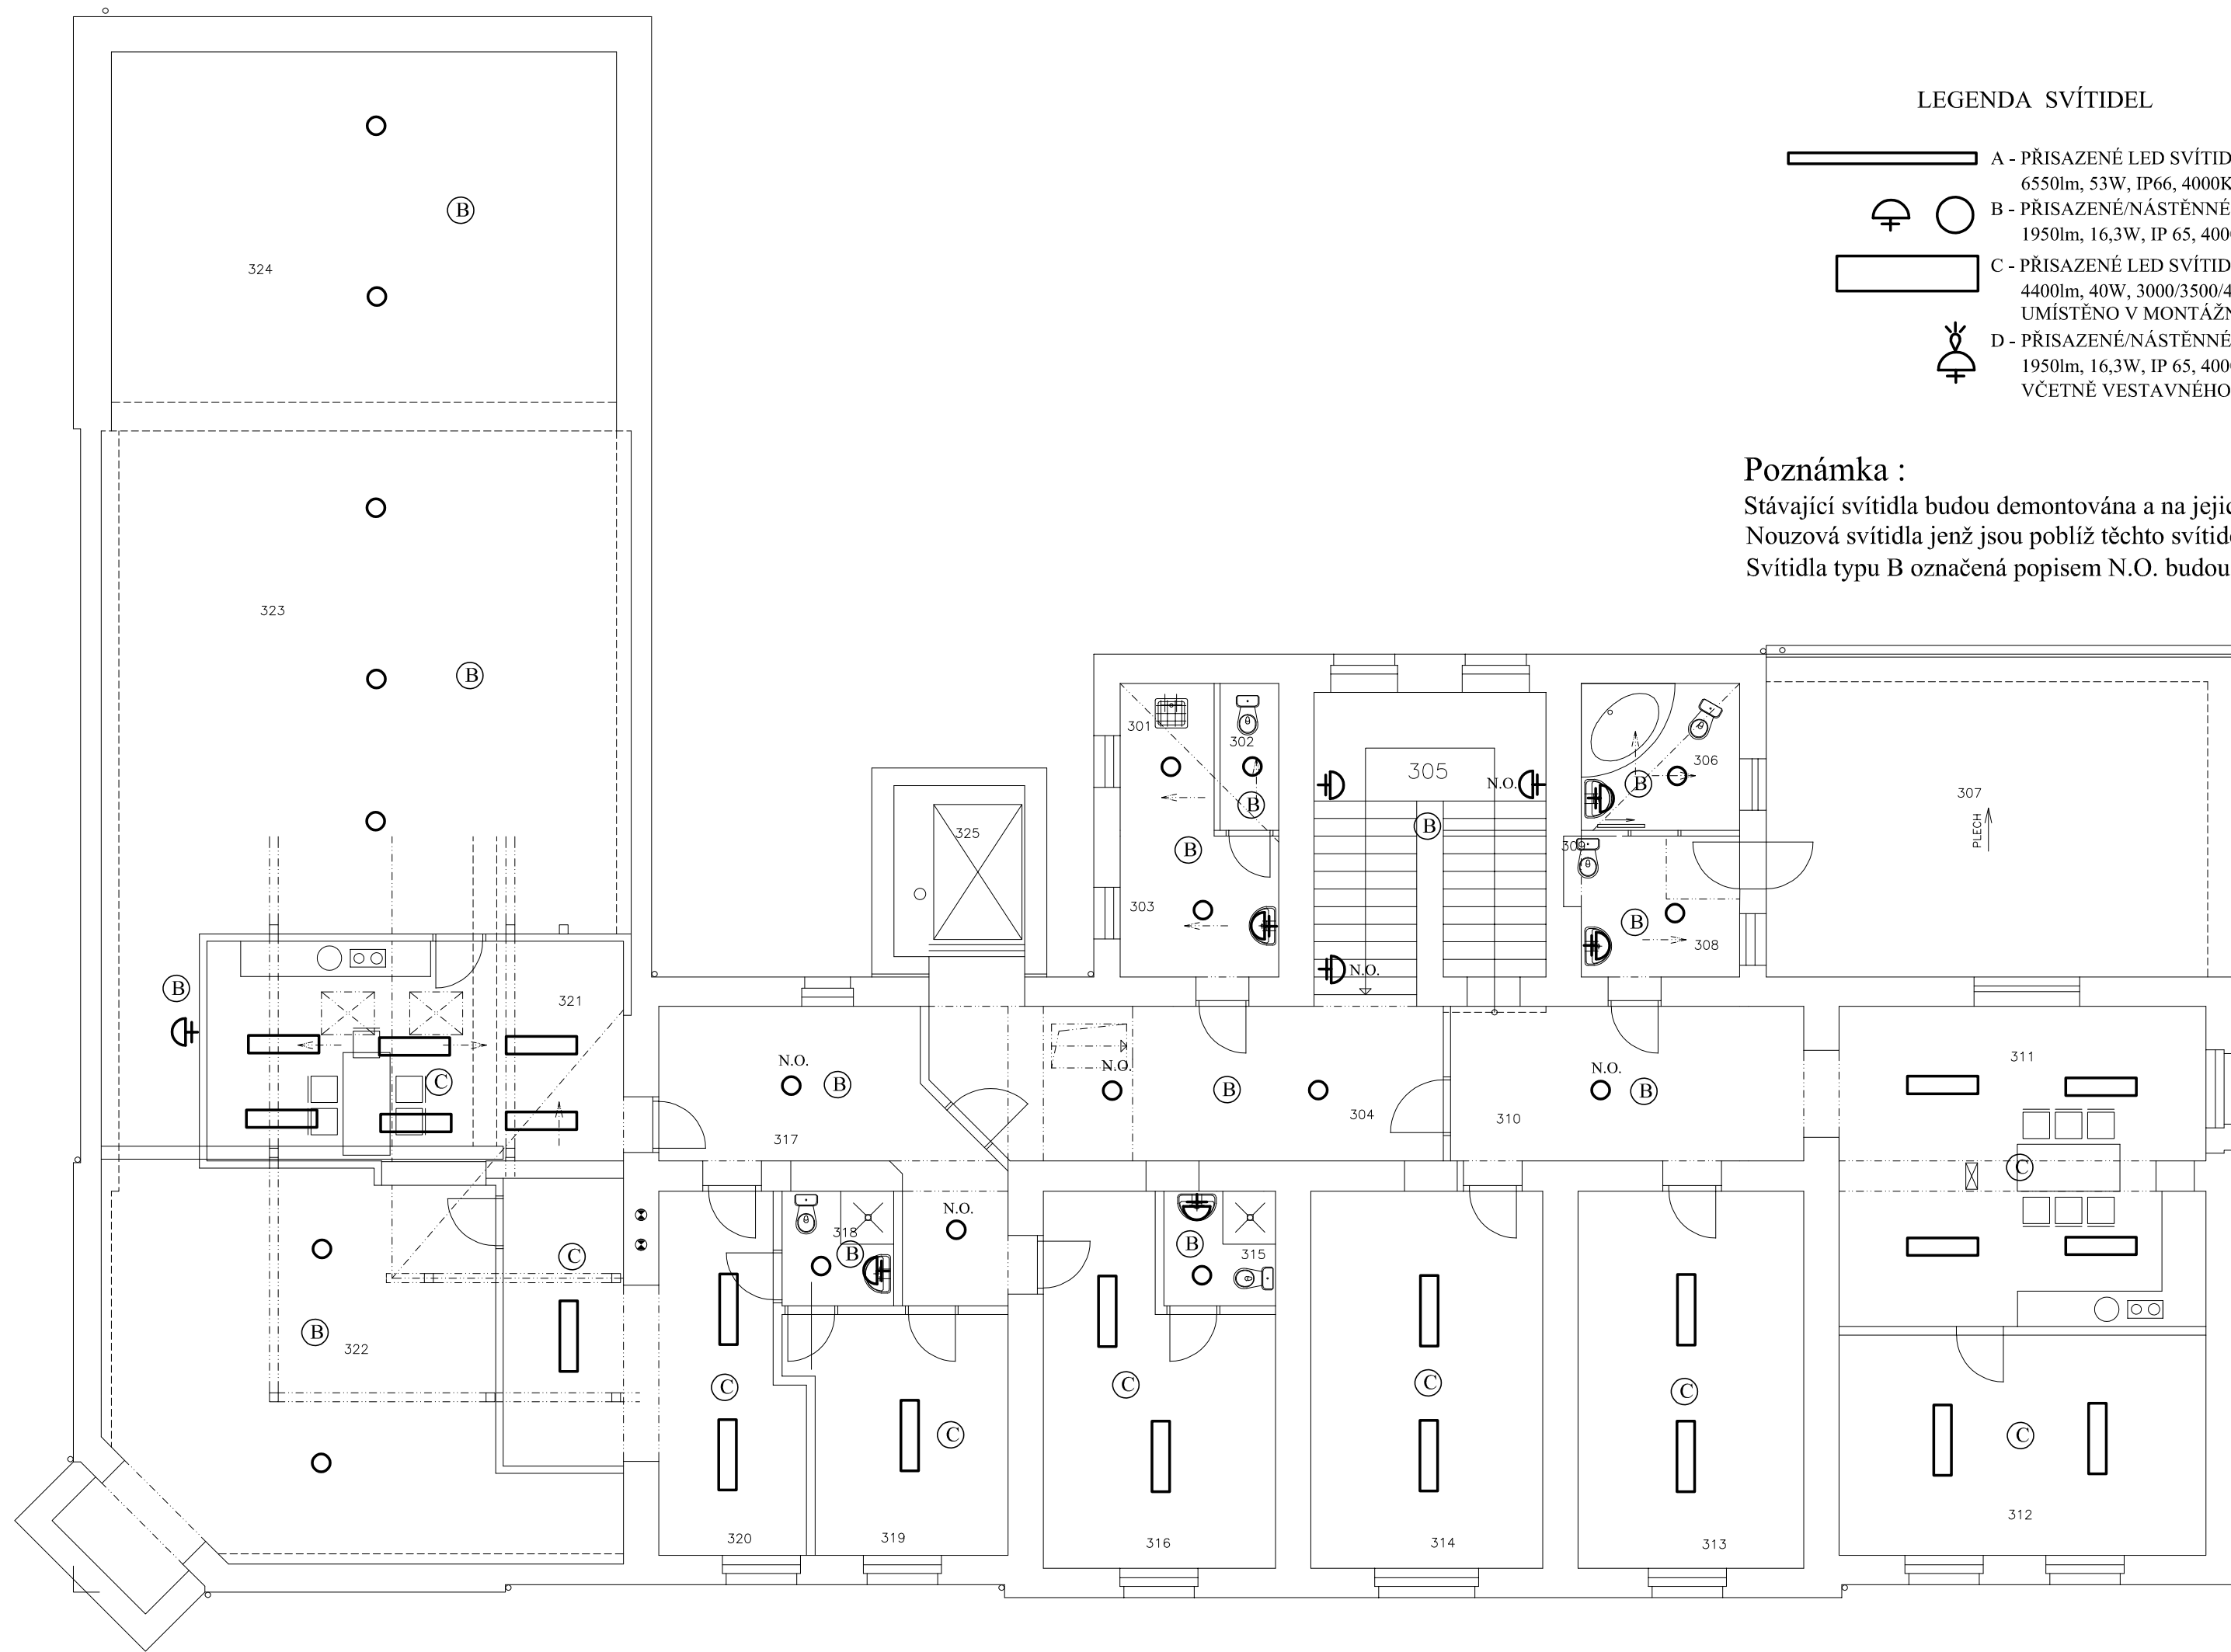 LEGENDA SVÍTIDEL
A - PŘISAZENÉ LED SVÍTID
6550lm, 53W, IP66, 4000K
B - PŘISAZENÉ/NÁSTĚNNÉ
1950lm, 16,3W, IP 65, 400
C - PŘISAZENÉ LED SVÍTID
4400lm, 40W, 3000/3500/4
UMÍSTĚNO V MONTÁŽN
D - PŘISAZENÉ/NÁSTĚNNÉ
1950lm, 16,3W, IP 65, 400
VČETNĚ VESTAVNÉHO
Poznámka :
Stávající svítidla budou demontována a na jejic
Nouzová svítidla jenž jsou poblíž těchto svítid
Svítidla typu B označená popisem N.O. budou
B
324
323
B
301
302
305
N.O.
306
B
B
B
307
PLECH
325
B
309
303
B
308
N.O.
B
321
C
N.O.
B
317
N.O.
B
304
310
N.O.
B
311
C
C
B
322
318
B
N.O.
B
315
C
320
C
319
C
316
C
314
C
313
C
312